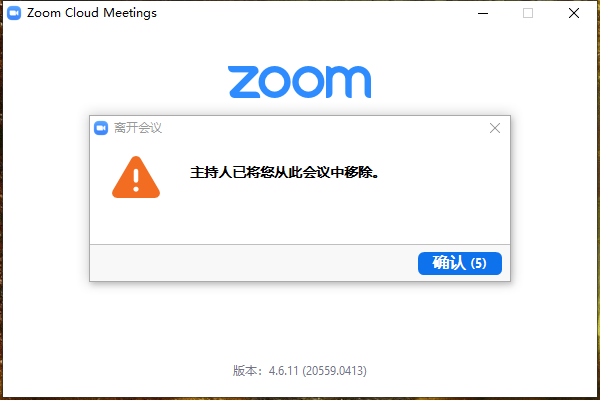 Zoom Cloud Meetings
zoom
离开会议
主持人已将您从此会议中移除。
确认 (5)
版本：4.6.11 (20559.0413)